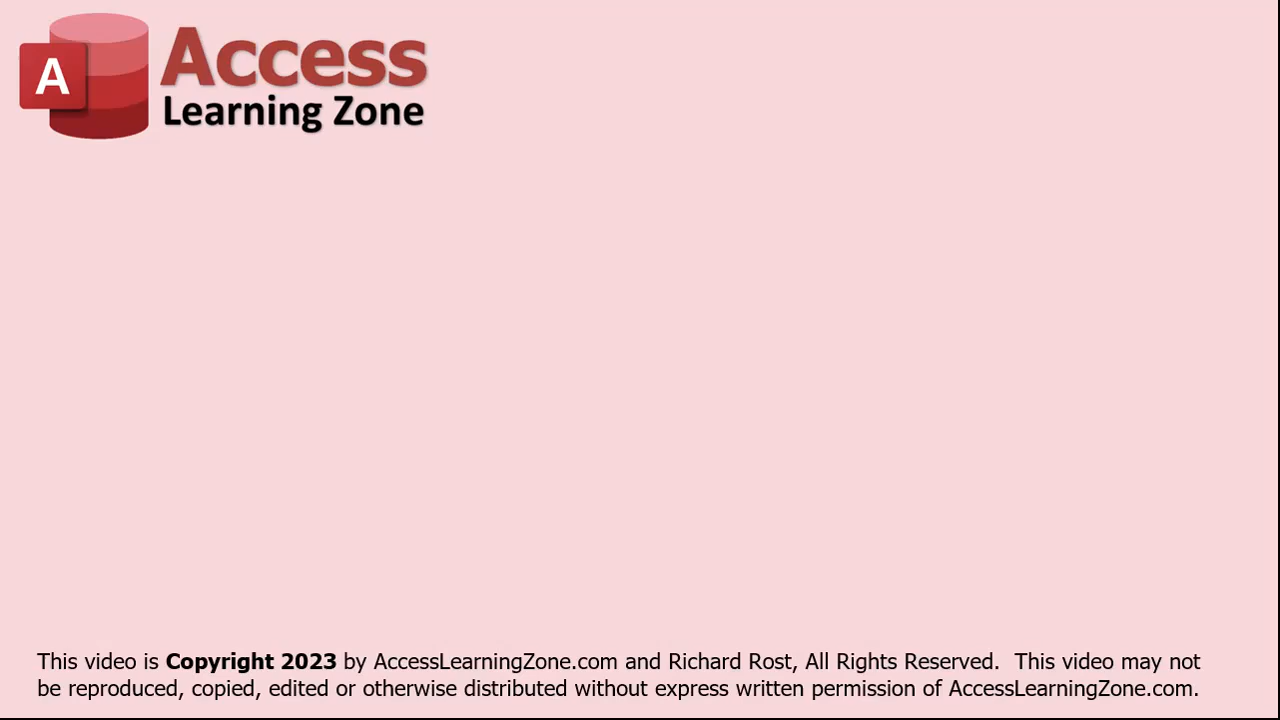 A
Access
Learning Zone
This video is Copyright 2023 by AccessLearningZone.com and Richard Rost, All Rights Reserved.  This video may not
be reproduced, copied, edited or otherwise distributed without express written permission of AccessLearningZone.com.